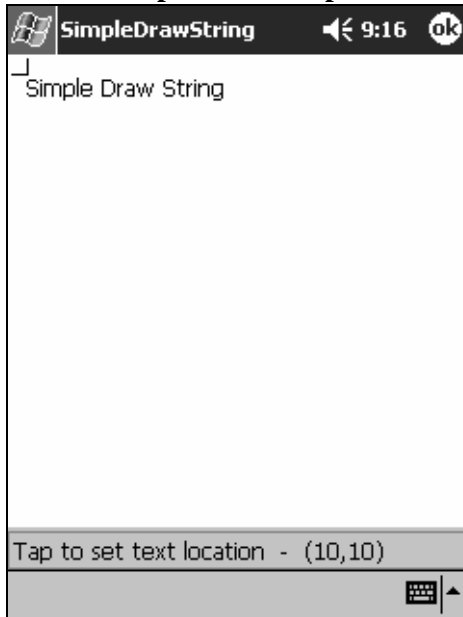 SimpleDrawString 9:16 ok
Simple Draw String
Tap to set text location - (10,10)